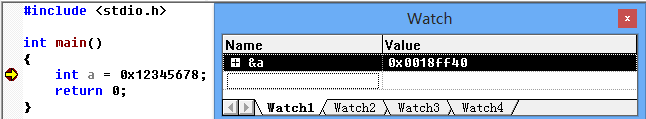 #include <stdio.h>
int main()
{
int a = 0x12345678;
return 0;
}
Watch
x
Name Value
&a 0x0018ff40
Watch1 Watch2 Watch3 Watch4